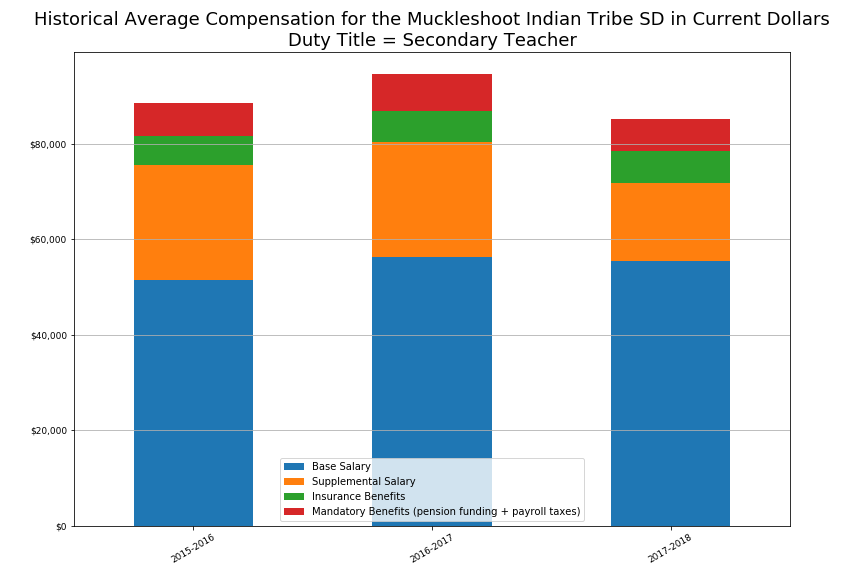 Historical Average Compensation for the Muckleshoot Indian Tribe SD in Current Dollars
Duty Title = Secondary Teacher
$80,000
$60,000
$40,000
$20,000
$0
Base Salary
Supplemental Salary
Insurance Benefits
Mandatory Benefits (pension funding + payroll taxes)
2015-2016
2016-2017
2017-2018